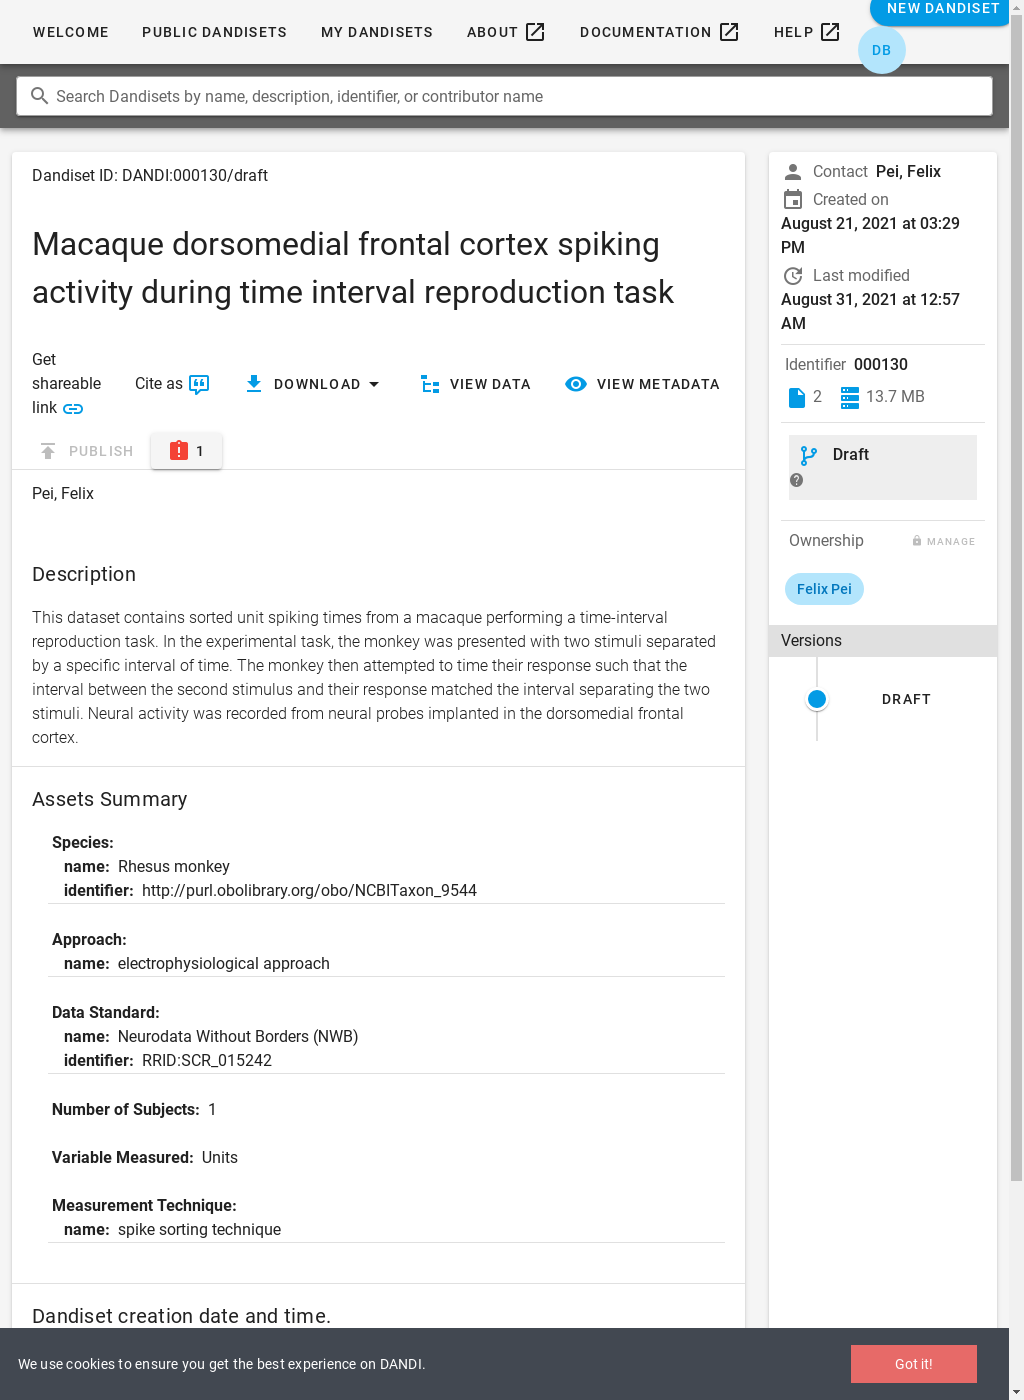 WELCOME PUBLIC DANDISETS MY DANDISETS ABOUT DOCUMENTATION HELP NEW DANDISET
DB
Search Dandisets by name, description, identifier, or contributor name
Dandiset ID: DANDI:000130/draft
Macaque dorsomedial frontal cortex spiking
activity during time interval reproduction task
Get
shareable
link
Cite as
DOWNLOAD
VIEW DATA
VIEW METADATA
PUBLISH
1
Pei, Felix
Description
This dataset contains sorted unit spiking times from a macaque performing a time-interval
reproduction task. In the experimental task, the monkey was presented with two stimuli separated
by a specific interval of time. The monkey then attempted to time their response such that the
interval between the second stimulus and their response matched the interval separating the two
stimuli. Neural activity was recorded from neural probes implanted in the dorsomedial frontal
cortex.
Assets Summary
Species:
name: Rhesus monkey
identifier: http://purl.obolibrary.org/obo/NCBITaxon_9544
Approach:
name: electrophysiological approach
Data Standard:
name: Neurodata Without Borders (NWB)
identifier: RRID:SCR_015242
Number of Subjects: 1
Variable Measured: Units
Measurement Technique:
name: spike sorting technique
Dandiset creation date and time.
Contact Pei, Felix
Created on
August 21, 2021 at 03:29
PM
Last modified
August 31, 2021 at 12:57
AM
Identifier 000130
2 13.7 MB
Draft
Ownership MANAGE
Felix Pei
Versions
DRAFT
We use cookies to ensure you get the best experience on DANDI.
Got it!